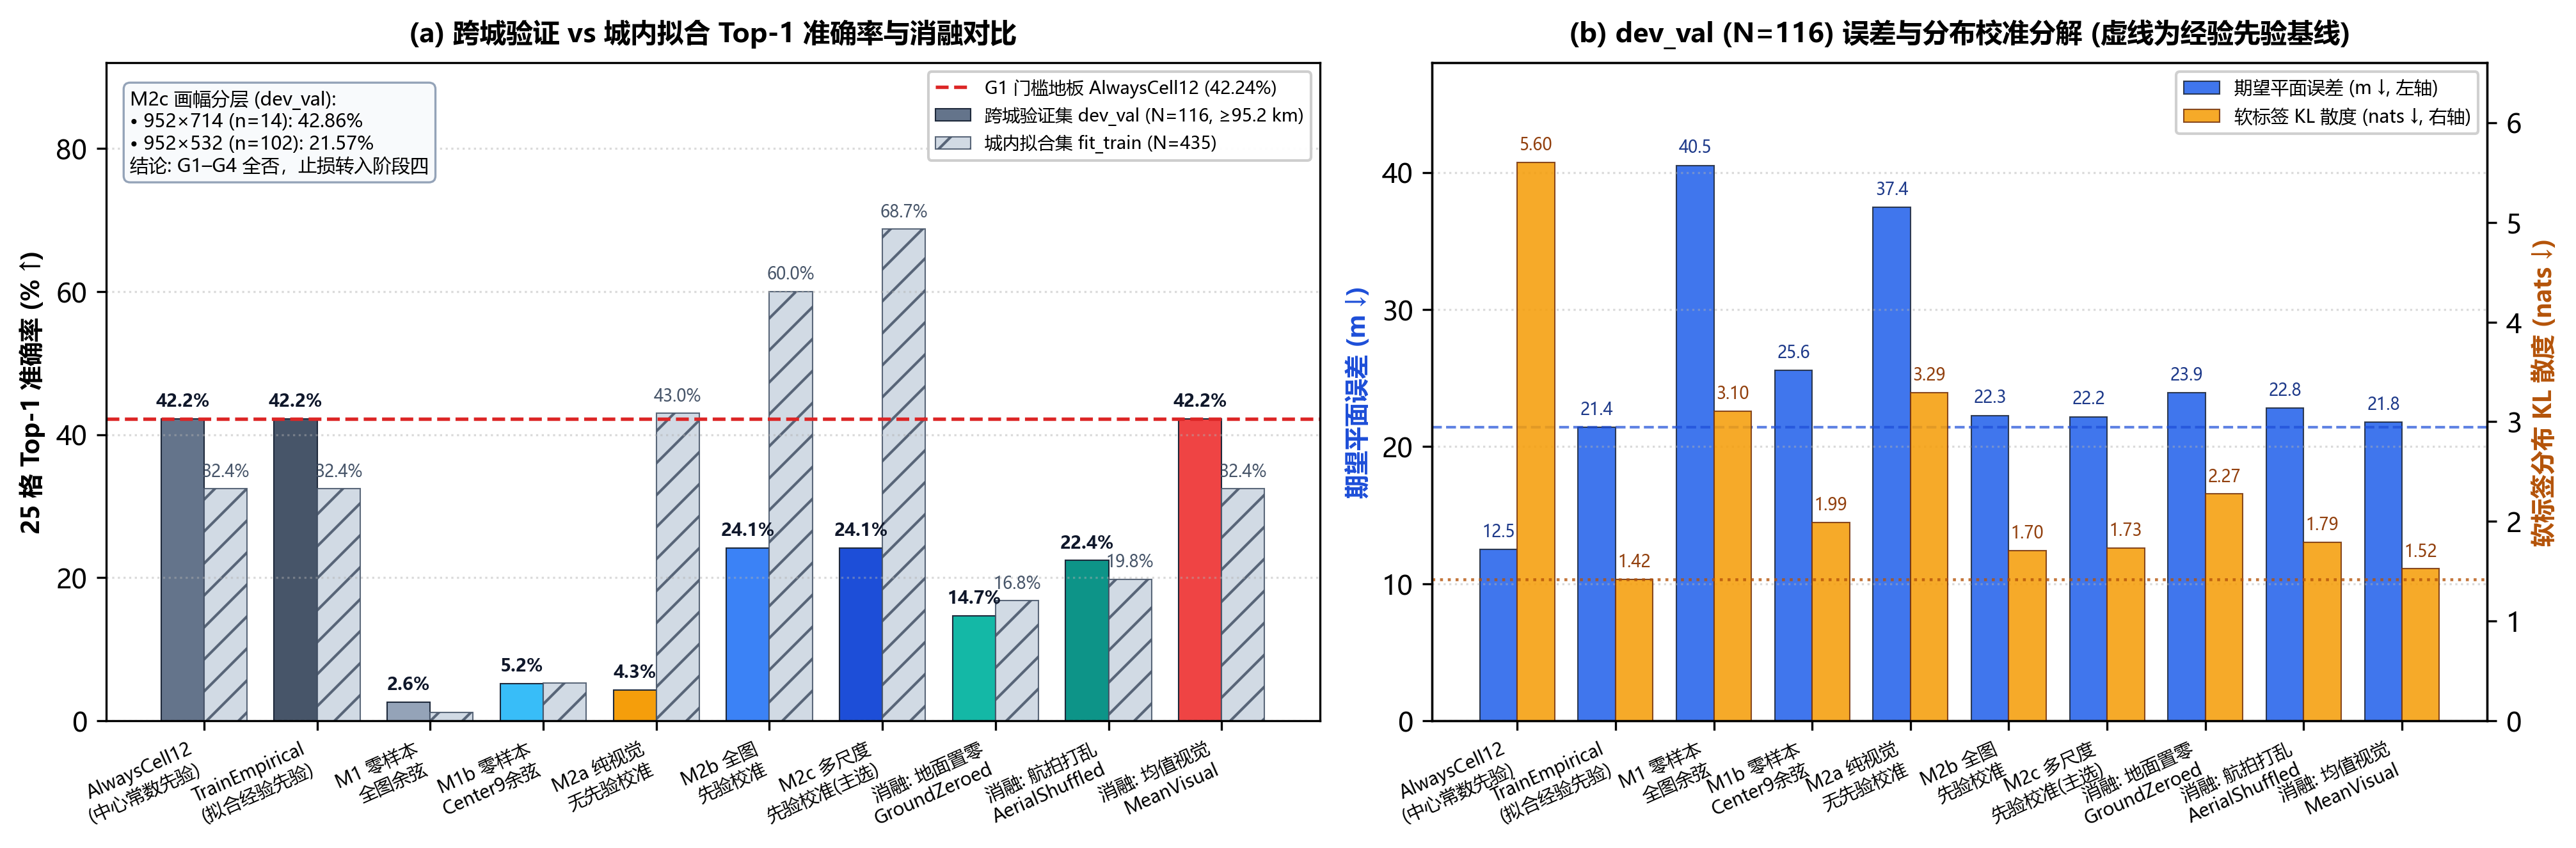 (a) 跨城验证 vs 城内拟合 Top-1 准确率与消融对比
M2c 画幅分层 (dev_val):
• 952×714 (n=14): 42.86%
• 952×532 (n=102): 21.57%
结论: G1–G4 全否，止损转入阶段四
G1 门槛地板 AlwaysCell12 (42.24%)
跨城验证集 dev_val (N=116, ≥95.2 km)
城内拟合集 fit_train (N=435)
25 格 Top-1 准确率 (% ↑)
80
60
40
20
0
42.2%
32.4%
42.2%
32.4%
2.6%
5.2%
4.3%
43.0%
24.1%
60.0%
24.1%
68.7%
14.7%
16.8%
22.4%
19.8%
42.2%
32.4%
AlwaysCell12
(中心常数先验)
TrainEmpirical
(拟合经验先验)
M1 零样本
全图余弦
M1b 零样本
Center9余弦
M2a 纯视觉
无先验校准
M2b 全图
先验校准
M2c 多尺度
先验校准(主选)
消融: 地面置零
GroundZeroed
消融: 航拍打乱
AerialShuffled
消融: 均值视觉
MeanVisual
(b) dev_val (N=116) 误差与分布校准分解 (虚线为经验先验基线)
期望平面误差 (m ↓, 左轴)
软标签 KL 散度 (nats ↓, 右轴)
期望平面误差 (m ↓)
40
30
20
10
0
12.5
5.60
21.4
1.42
40.5
3.10
25.6
1.99
37.4
3.29
22.3
1.70
22.2
1.73
23.9
2.27
22.8
1.79
21.8
1.52
6
5
4
3
2
1
0
软标签分布 KL 散度 (nats ↓)
AlwaysCell12
(中心常数先验)
TrainEmpirical
(拟合经验先验)
M1 零样本
全图余弦
M1b 零样本
Center9余弦
M2a 纯视觉
无先验校准
M2b 全图
先验校准
M2c 多尺度
先验校准(主选)
消融: 地面置零
GroundZeroed
消融: 航拍打乱
AerialShuffled
消融: 均值视觉
MeanVisual